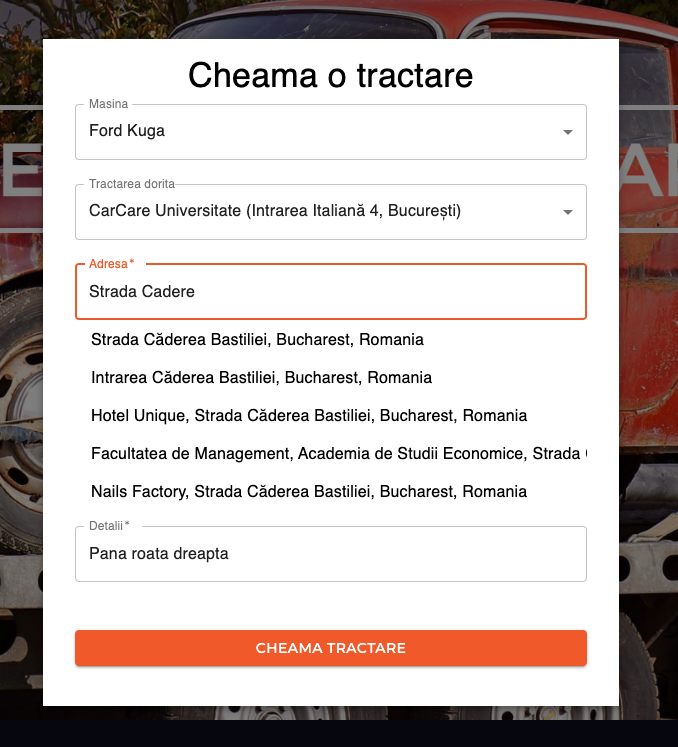 Cheama o tractare
Masina
Ford Kuga
Tractarea dorita
CarCare Universitate (Intrarea Italiană 4, București)
Adresa *
Strada Cadere
Strada Căderea Bastiliei, Bucharest, Romania
Intrarea Căderea Bastiliei, Bucharest, Romania
Hotel Unique, Strada Căderea Bastiliei, Bucharest, Romania
Facultatea de Management, Academia de Studii Economice, Strada
Nails Factory, Strada Căderea Bastiliei, Bucharest, Romania
Detalii *
Pana roata dreapta
CHEAMA TRACTARE